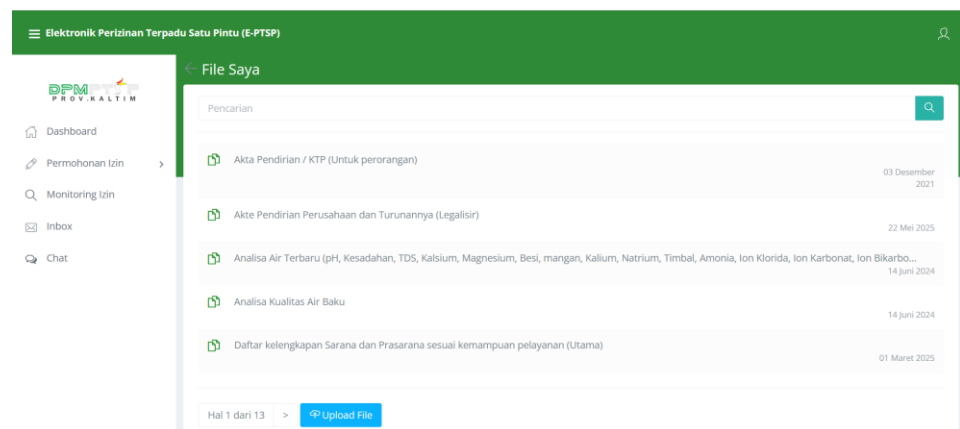 Elektronik Perizinan Terpadu Satu Pintu (E-PTSP)
File Saya
DPMPTSP
PROV.KALTIM
Dashboard
Permohonan Izin >
Monitoring Izin
Inbox
Chat
Pencarian
Akta Pendirian / KTP (Untuk perorangan)
03 Desember
2021
Akte Pendirian Perusahaan dan Turunannya (Legalisir)
22 Mei 2025
Analisa Air Terbaru (pH, Kesadahan, TDS, Kalsium, Magnesium, Besi, mangan, Kalium, Natrium, Timbal, Amonia, Ion Klorida, Ion Karbonat, Ion Bikarbo...
14 Juni 2024
Analisa Kualitas Air Baku
14 Juni 2024
Daftar kelengkapan Sarana dan Prasarana sesuai kemampuan pelayanan (Utama)
01 Maret 2025
Hal 1 dari 13 > Upload File